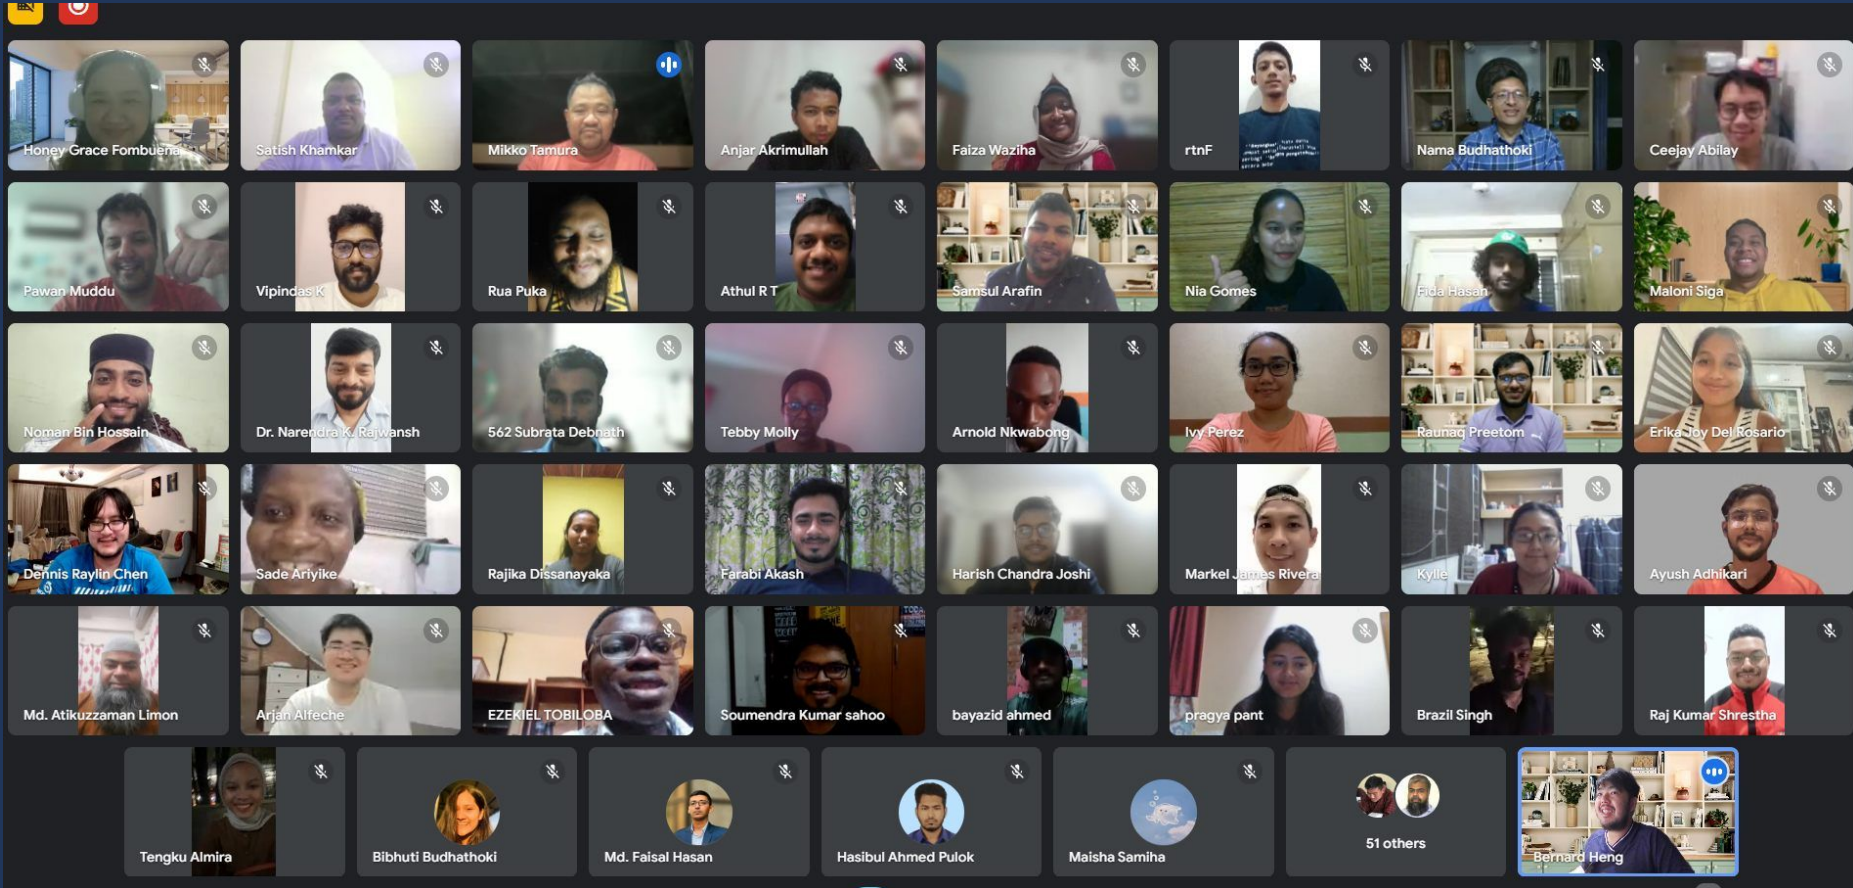 Honey Grace Fombuena
Satish Khamkar
Mikko Tamura
Anjar Akrimullah
Faiza Waziha
rtnF
Nama Budhathoki
Ceejay Abilay
Pawan Muddu
Vipindas K
Rua Puka
Athul R T
Samsul Arafin
Nia Gomes
Fida Hasan
Maloni Siga
Noman Bin Hossain
Dr. Narendra K. Rajwansh
562 Subrata Debnath
Tebby Molly
Arnold Nkwabong
Ivy Perez
Raunaq Preetom
Erika Joy Del Rosario
Dennis Raylin Chen
Sade Ariyike
Rajika Dissanayaka
Farabi Akash
Harish Chandra Joshi
Markel James Rivera
Kylle
Ayush Adhikari
Md. Atikuzzaman Limon
Arjan Alfeche
EZEKIEL TOBILOBA
Soumendra Kumar sahoo
bayazid ahmed
pragya pant
Brazil Singh
Raj Kumar Shrestha
Tengku Almira
Bibhuti Budhathoki
Md. Faisal Hasan
Hasibul Ahmed Pulok
Maisha Samiha
51 others
Bernard Heng